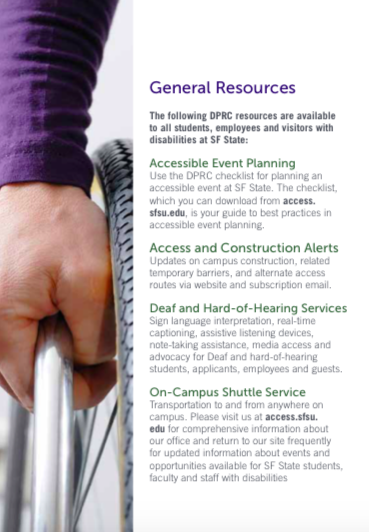 General Resources
The following DPRC resources are available
to all students, employees and visitors with
disabilities at SF State:
Accessible Event Planning
Use the DPRC checklist for planning an
accessible event at SF State. The checklist,
which you can download from access.
sfsu.edu, is your guide to best practices in
accessible event planning.
Access and Construction Alerts
Updates on campus construction, related
temporary barriers, and alternate access
routes via website and subscription email.
Deaf and Hard-of-Hearing Services
Sign language interpretation, real-time
captioning, assistive listening devices,
note-taking assistance, media access and
advocacy for Deaf and hard-of-hearing
students, applicants, employees and guests.
On-Campus Shuttle Service
Transportation to and from anywhere on
campus. Please visit us at access.sfsu.
edu for comprehensive information about
our office and return to our site frequently
for updated information about events and
opportunities available for SF State students,
faculty and staff with disabilities